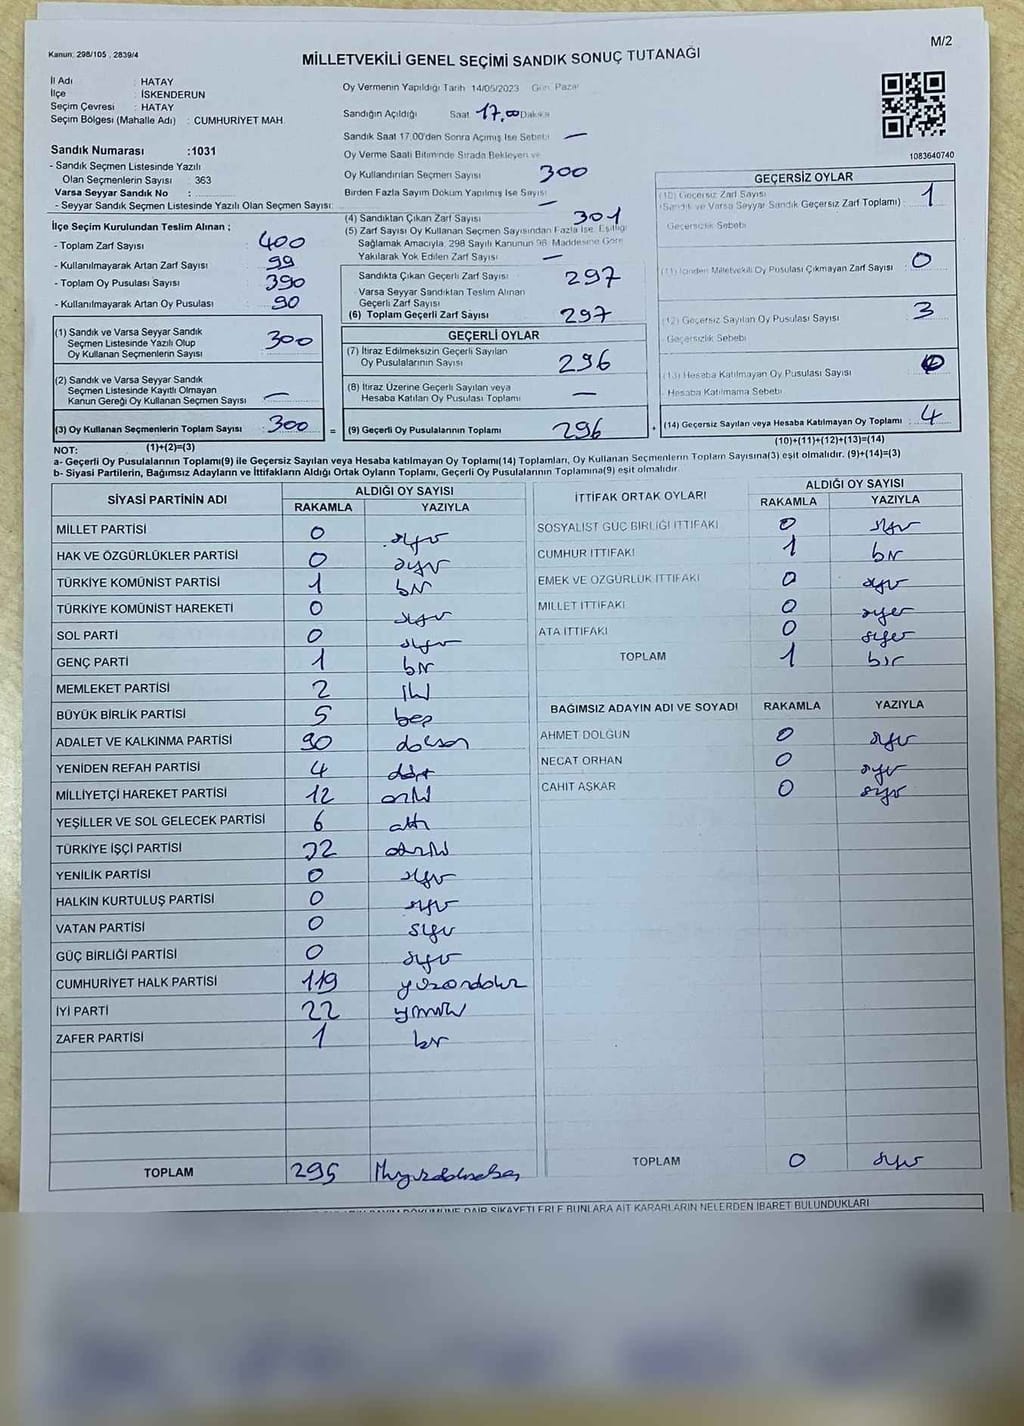 Kanun: 298/105 , 2839/4
M/2
MİLLETVEKİLİ GENEL SEÇİMİ SANDIK SONUÇ TUTANAĞI
İl Adı : HATAY
İlçe : İSKENDERUN
Seçim Çevresi : HATAY
Seçim Bölgesi (Mahalle Adı) : CUMHURİYET MAH.
Sandık Numarası :1031
- Sandık Seçmen Listesinde Yazılı
Olan Seçmenlerin Sayısı : 363
Varsa Seyyar Sandık No :
- Seyyar Sandık Seçmen Listesinde Yazılı Olan Seçmen Sayısı:
İlçe Seçim Kurulundan Teslim Alınan ;
- Toplam Zarf Sayısı 400
- Kullanılmayarak Artan Zarf Sayısı 99
- Toplam Oy Pusulası Sayısı 390
- Kullanılmayarak Artan Oy Pusulası 90
Oy Vermenin Yapıldığı Tarih 14/05/2023 Gün Pazar
Sandığın Açıldığı Saat 17.00 Dakika
Sandık Saat 17.00'den Sonra Açılmış İse Sebebi —
Oy Verme Saati Bitiminde Sırada Bekleyen ve
Oy Kullandırılan Seçmen Sayısı 300
Birden Fazla Sayım Döküm Yapılmış İse Sayısı —
(4) Sandıktan Çıkan Zarf Sayısı 301
(5) Zarf Sayısı Oy Kullanan Seçmen Sayısından Fazla İse, Eşitliği
Sağlamak Amacıyla, 298 Sayılı Kanunun 98. Maddesine Göre
Yakılarak Yok Edilen Zarf Sayısı —
Sandıkta Çıkan Geçerli Zarf Sayısı 297
Varsa Seyyar Sandıktan Teslim Alınan
Geçerli Zarf Sayısı
(6) Toplam Geçerli Zarf Sayısı 297
1083640740
GEÇERSİZ OYLAR
(10) Geçersiz Zarf Sayısı 1
(Sandık ve Varsa Seyyar Sandık Geçersiz Zarf Toplamı) :
Geçersizlik Sebebi
(11) İçinden Milletvekili Oy Pusulası Çıkmayan Zarf Sayısı : 0
(12) Geçersiz Sayılan Oy Pusulası Sayısı 3
Geçersizlik Sebebi
(13) Hesaba Katılmayan Oy Pusulası Sayısı
Hesaba Katılmama Sebebi
(14) Geçersiz Sayılan veya Hesaba Katılmayan Oy Toplamı : 4
(10)+(11)+(12)+(13)=(14)
(1) Sandık ve Varsa Seyyar Sandık
Seçmen Listesinde Yazılı Olup
Oy Kullanan Seçmenlerin Sayısı 300
(2) Sandık ve Varsa Seyyar Sandık
Seçmen Listesinde Kayıtlı Olmayan
Kanun Gereği Oy Kullanan Seçmen Sayısı —
(3) Oy Kullanan Seçmenlerin Toplam Sayısı : 300 =
(1)+(2)=(3)
GEÇERLİ OYLAR
(7) İtiraz Edilmeksizin Geçerli Sayılan
Oy Pusulalarının Sayısı 296
(8) İtiraz Üzerine Geçerli Sayılan veya
Hesaba Katılan Oy Pusulası Toplamı —
(9) Geçerli Oy Pusulalarının Toplamı 296 +
NOT:
a- Geçerli Oy Pusulalarının Toplamı(9) ile Geçersiz Sayılan veya Hesaba katılmayan Oy Toplamı(14) Toplamları, Oy Kullanan Seçmenlerin Toplam Sayısına(3) eşit olmalıdır. (9)+(14)=(3)
b- Siyasi Partilerin, Bağımsız Adayların ve İttifakların Aldığı Ortak Oyların Toplamı, Geçerli Oy Pusulalarının Toplamına(9) eşit olmalıdır
SİYASİ PARTİNİN ADI ALDIĞI OY SAYISI
RAKAMLA YAZIYLA
MİLLET PARTİSİ 0 sıfır
HAK VE ÖZGÜRLÜKLER PARTİSİ 0 sıfır
TÜRKİYE KOMÜNİST PARTİSİ 1 bir
TÜRKİYE KOMÜNİST HAREKETİ 0 sıfır
SOL PARTİ 0 sıfır
GENÇ PARTİ 1 bir
MEMLEKET PARTİSİ 2 iki
BÜYÜK BİRLİK PARTİSİ 5 beş
ADALET VE KALKINMA PARTİSİ 90 doksan
YENİDEN REFAH PARTİSİ 4 dört
MİLLİYETÇİ HAREKET PARTİSİ 12 oniki
YEŞİLLER VE SOL GELECEK PARTİSİ 6 altı
TÜRKİYE İŞÇİ PARTİSİ 32 otuziki
YENİLİK PARTİSİ 0 sıfır
HALKIN KURTULUŞ PARTİSİ 0 sıfır
VATAN PARTİSİ 0 sıfır
GÜÇ BİRLİĞİ PARTİSİ 0 sıfır
CUMHURİYET HALK PARTİSİ 119 yüzondokuz
İYİ PARTİ 22 yirmiiki
ZAFER PARTİSİ 1 bir
TOPLAM 295
İTTİFAK ORTAK OYLARI ALDIĞI OY SAYISI
RAKAMLA YAZIYLA
SOSYALİST GÜÇ BİRLİĞİ İTTİFAKI 0 sıfır
CUMHUR İTTİFAKI 1 bir
EMEK VE ÖZGÜRLÜK İTTİFAKI 0 sıfır
MİLLET İTTİFAKI 0 sıfır
ATA İTTİFAKI 0 sıfır
TOPLAM 1 bir
BAĞIMSIZ ADAYIN ADI VE SOYADI RAKAMLA YAZIYLA
AHMET DOLGUN 0 sıfır
NECAT ORHAN 0 sıfır
CAHİT AŞKAR 0 sıfır
TOPLAM 0 sıfır
DÖKÜMÜNE DAİR ŞİKAYETLERLE BUNLARA AİT KARARLARIN NELERDEN İBARET BULUNDUKLARI